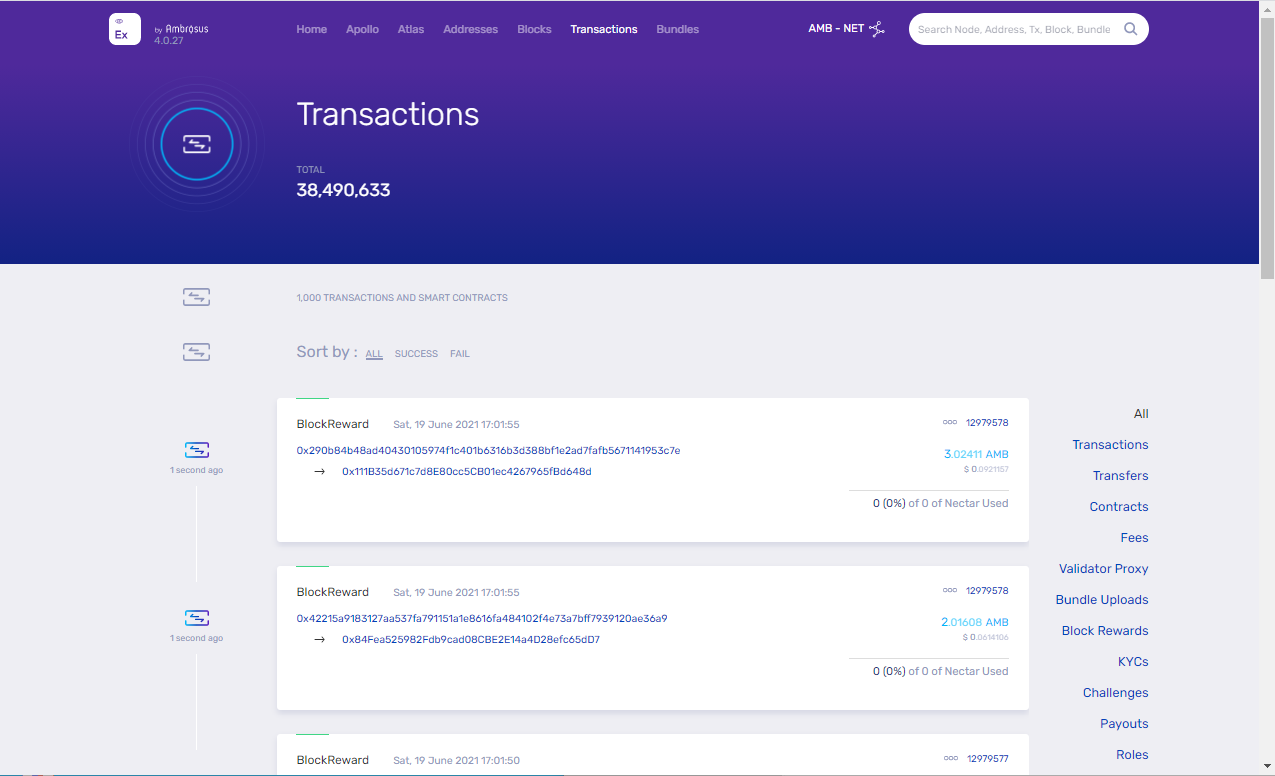 Ex
by Ambrosus
4.0.27
Home Apollo Atlas Addresses Blocks Transactions Bundles
AMB - NET
Search Node, Address, Tx, Block, Bundle
Transactions
TOTAL
38,490,633
1,000 TRANSACTIONS AND SMART CONTRACTS
Sort by : ALL SUCCESS FAIL
BlockReward Sat, 19 June 2021 17:01:55 12979578
0x290b84b48ad40430105974f1c401b6316b3d388bf1e2ad7fafb5671141953c7e
3.02411 AMB
→ 0x111B35d671c7d8E80cc5CB01ec4267965fBd648d
$ 0.0921157
1 second ago
0 (0%) of 0 of Nectar Used
BlockReward Sat, 19 June 2021 17:01:55 12979578
0x42215a9183127aa537fa791151a1e8616fa484102f4e73a7bff7939120ae36a9
2.01608 AMB
→ 0x84Fea525982Fdb9cad08CBE2E14a4D28efc65dD7
$ 0.0614106
1 second ago
0 (0%) of 0 of Nectar Used
BlockReward Sat, 19 June 2021 17:01:50 12979577
All
Transactions
Transfers
Contracts
Fees
Validator Proxy
Bundle Uploads
Block Rewards
KYCs
Challenges
Payouts
Roles